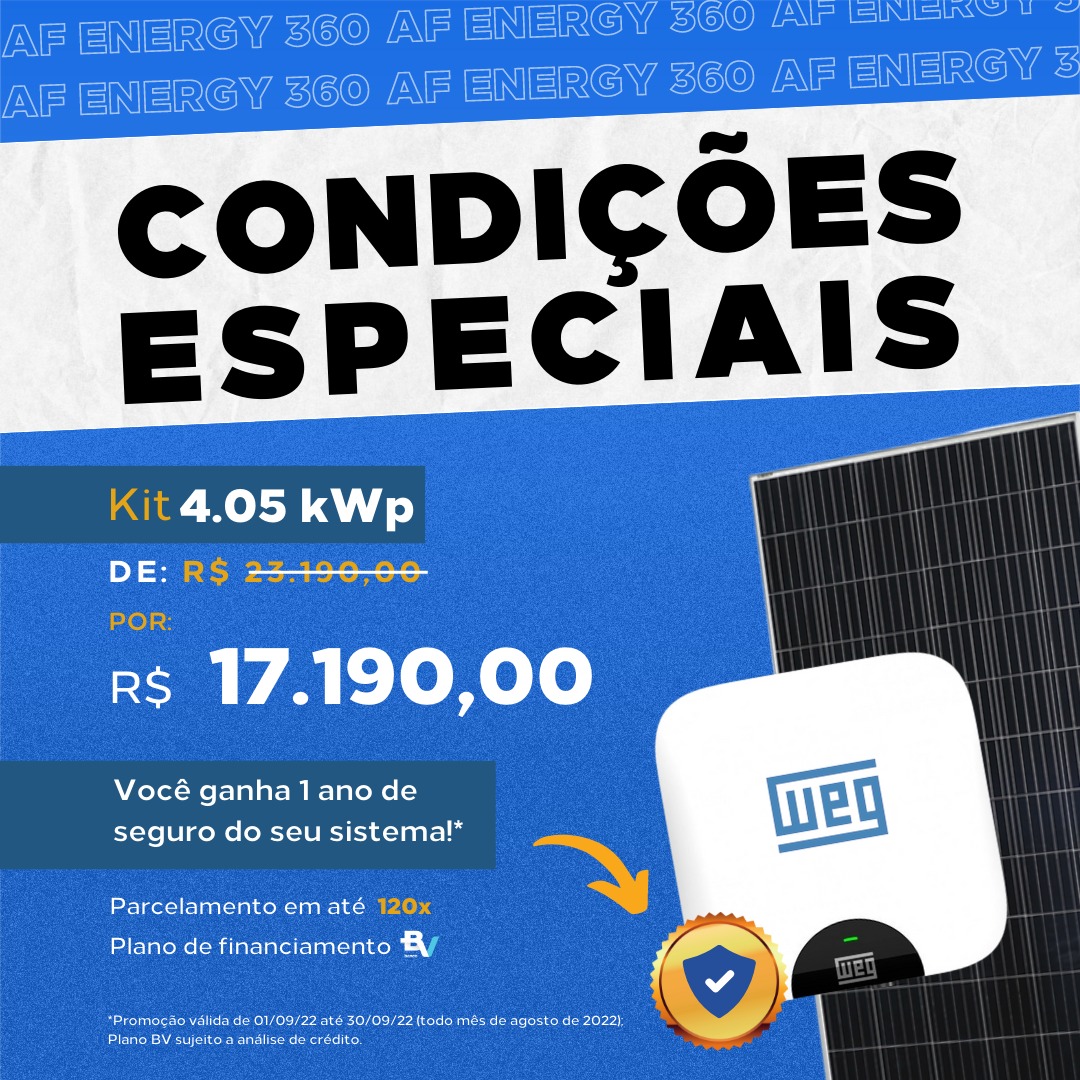 AF ENERGY 360 AF ENERGY 360 AF ENERGY 3
AF ENERGY 360 AF ENERGY 360 AF ENERGY 3
CONDIÇÕES
ESPECIAIS
Kit 4.05 kWp
DE: R$ 23.190,00
POR:
R$ 17.190,00
Você ganha 1 ano de
seguro do seu sistema!*
Parcelamento em até 120x
Plano de financiamento BV
*Promoção válida de 01/09/22 até 30/09/22 (todo mês de agosto de 2022);
Plano BV sujeito a análise de crédito.
weg
weg